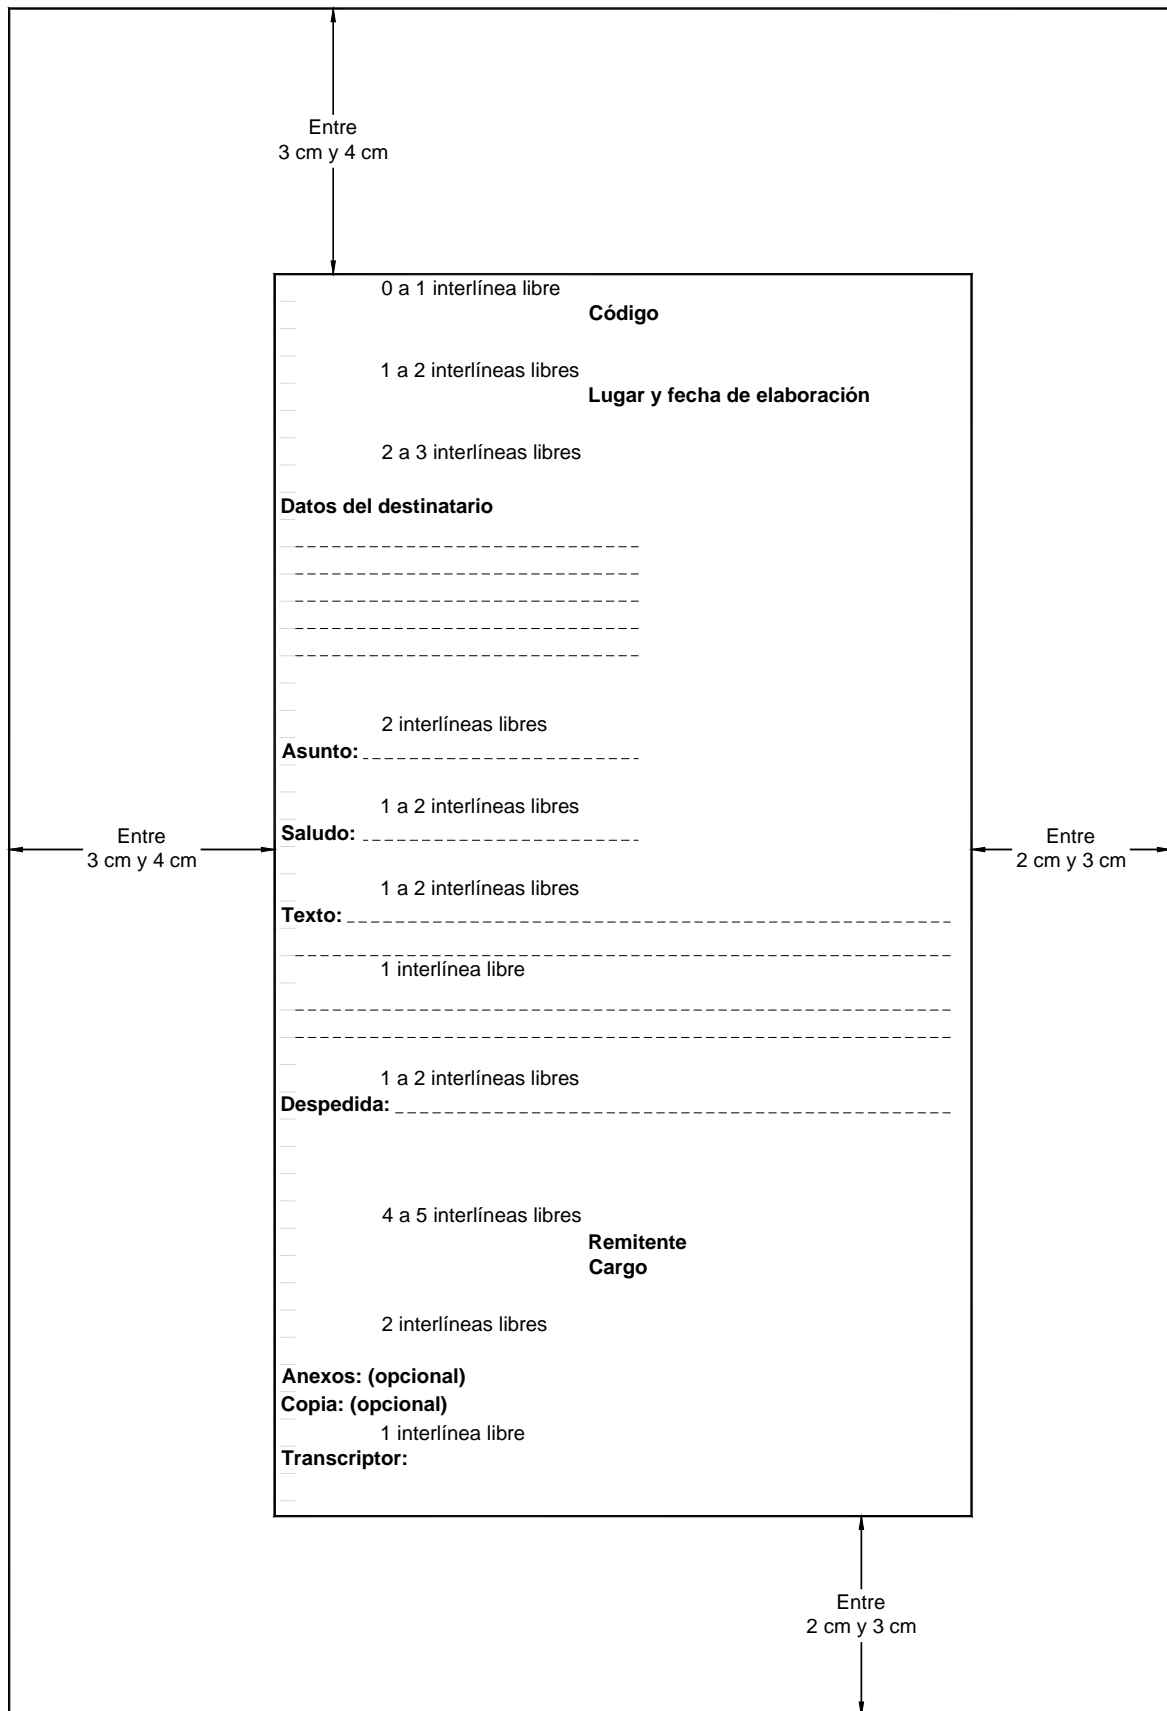 Entre
3 cm y 4 cm
0 a 1 interlínea libre
Código
1 a 2 interlíneas libres
Lugar y fecha de elaboración
2 a 3 interlíneas libres
Datos del destinatario
2 interlíneas libres
Asunto:
1 a 2 interlíneas libres
Saludo:
Entre
3 cm y 4 cm
Entre
2 cm y 3 cm
1 a 2 interlíneas libres
Texto:
1 interlínea libre
1 a 2 interlíneas libres
Despedida:
4 a 5 interlíneas libres
Remitente
Cargo
2 interlíneas libres
Anexos: (opcional)
Copia: (opcional)
1 interlínea libre
Transcriptor:
Entre
2 cm y 3 cm